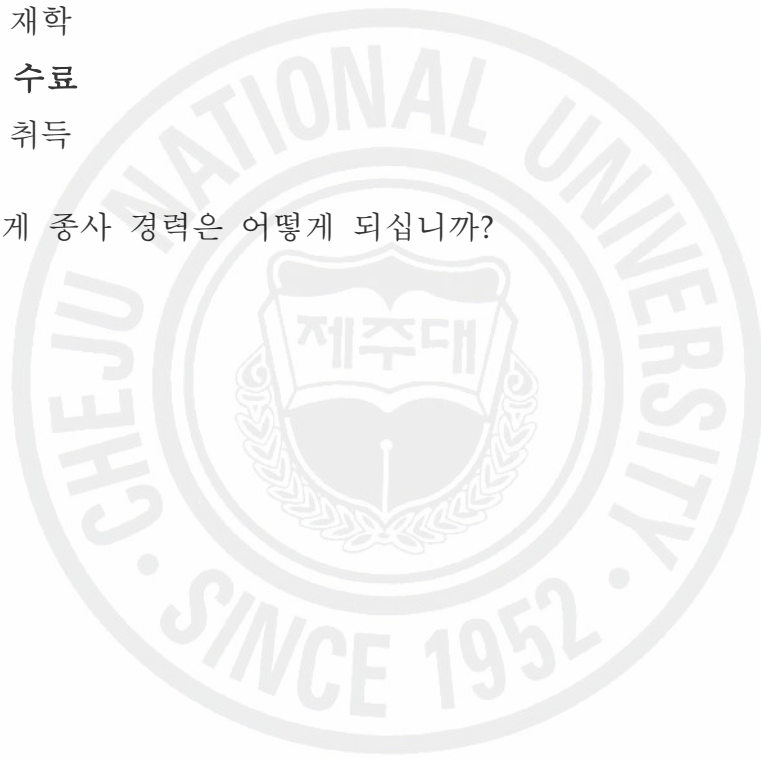 재학
수료
취득
게 종사 경력은 어떻게 되십니까?
CHEJU NATIONAL UNIVERSITY
제주대
· SINCE 1952 ·